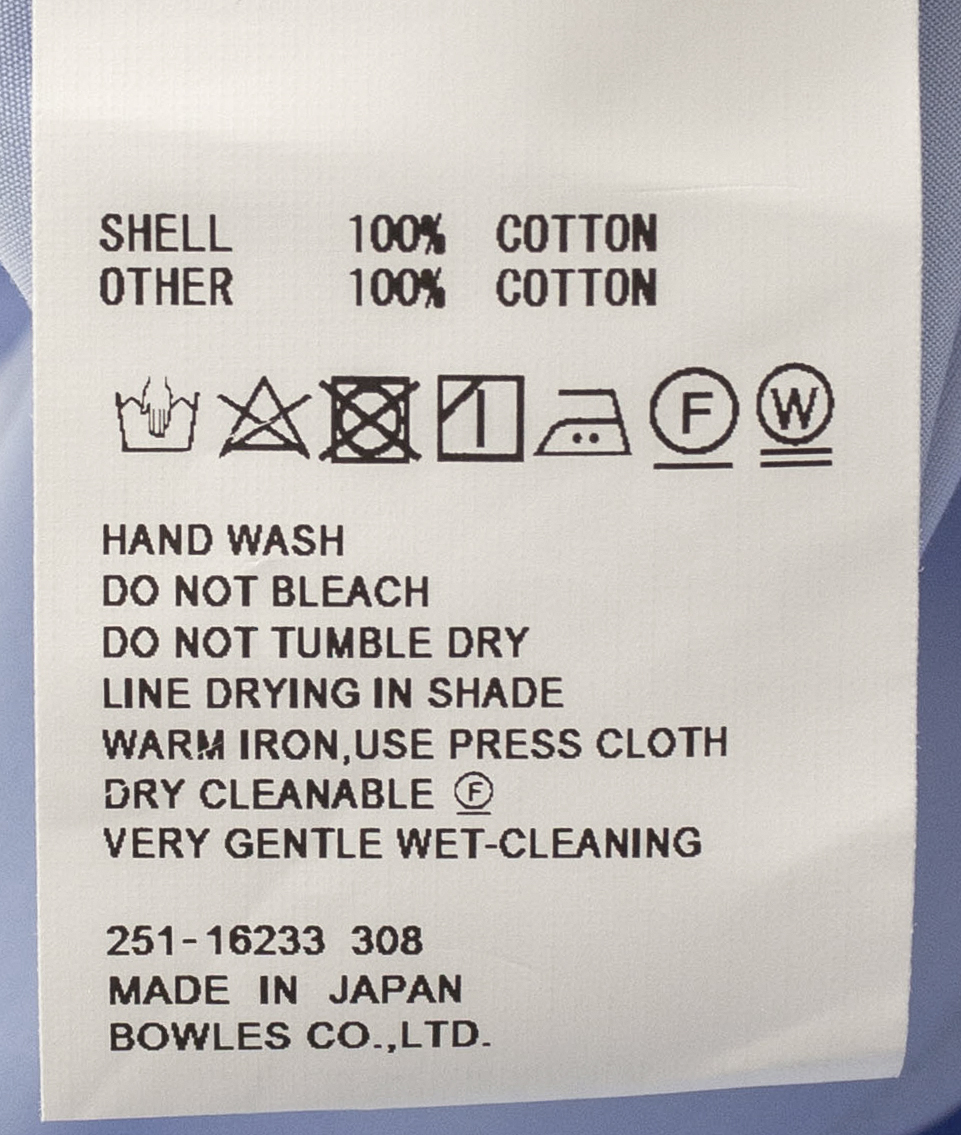 SHELL 100% COTTON
OTHER 100% COTTON
F W
HAND WASH
DO NOT BLEACH
DO NOT TUMBLE DRY
LINE DRYING IN SHADE
WARM IRON,USE PRESS CLOTH
DRY CLEANABLE Ⓕ
VERY GENTLE WET-CLEANING
251-16233 308
MADE IN JAPAN
BOWLES CO.,LTD.